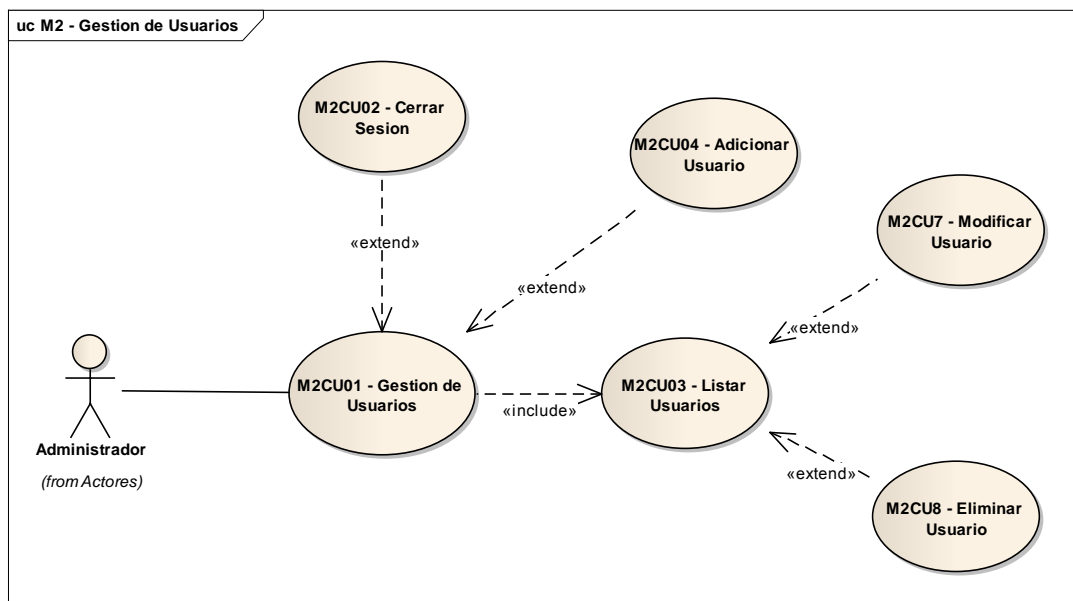 uc M2 - Gestion de Usuarios
M2CU02 - Cerrar
Sesion
M2CU04 - Adicionar
Usuario
M2CU7 - Modificar
Usuario
«extend»
«extend»
«extend»
M2CU01 - Gestion de
Usuarios
«include»
M2CU03 - Listar
Usuarios
Administrador
(from Actores)
«extend»
M2CU8 - Eliminar
Usuario